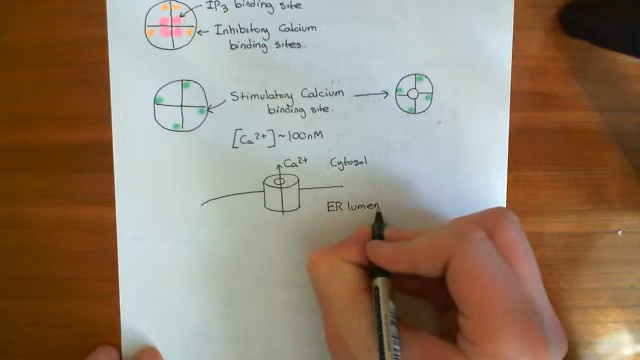 IP3 binding site
Inhibitory Calcium
binding sites.
Stimulatory Calcium
binding site.
[Ca2+]~100nM
Ca2+ Cytosol
ER lumen